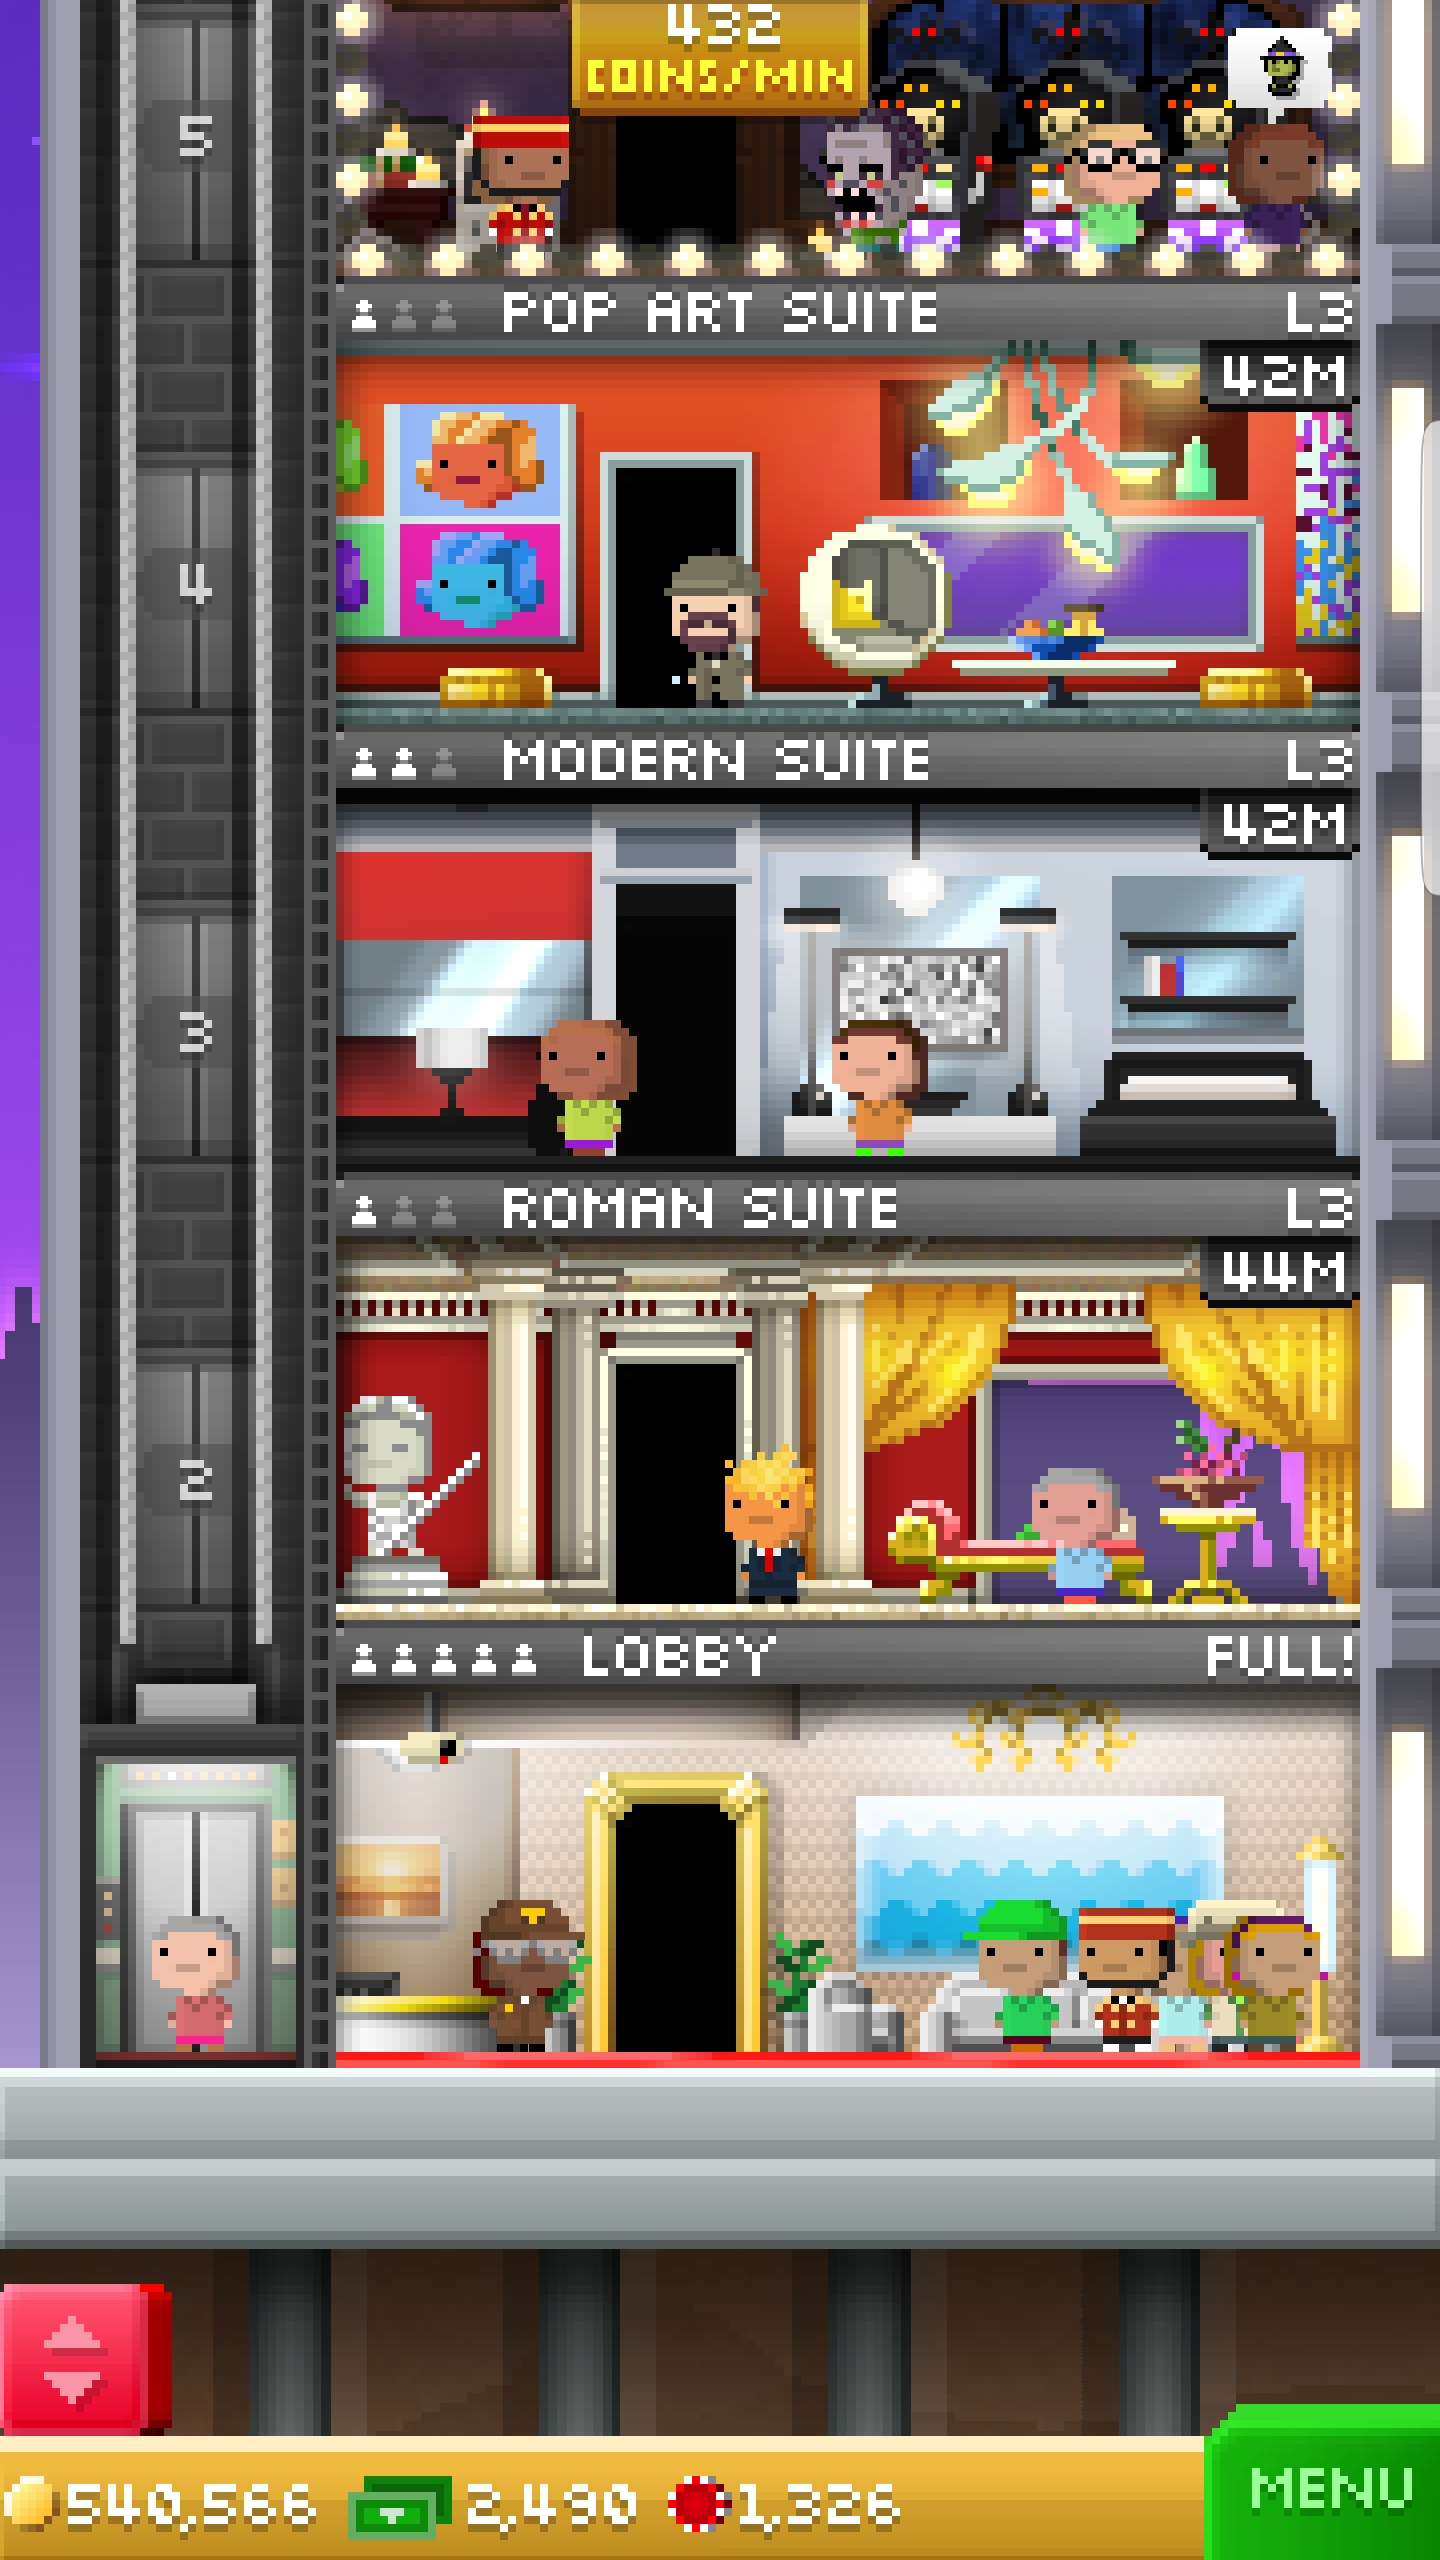 432
COINS/MIN
5
POP ART SUITE L3
42M
4
MODERN SUITE L3
42M
3
ROMAN SUITE L3
44M
2
LOBBY FULL!
540,566 2,490 1,326
MENU